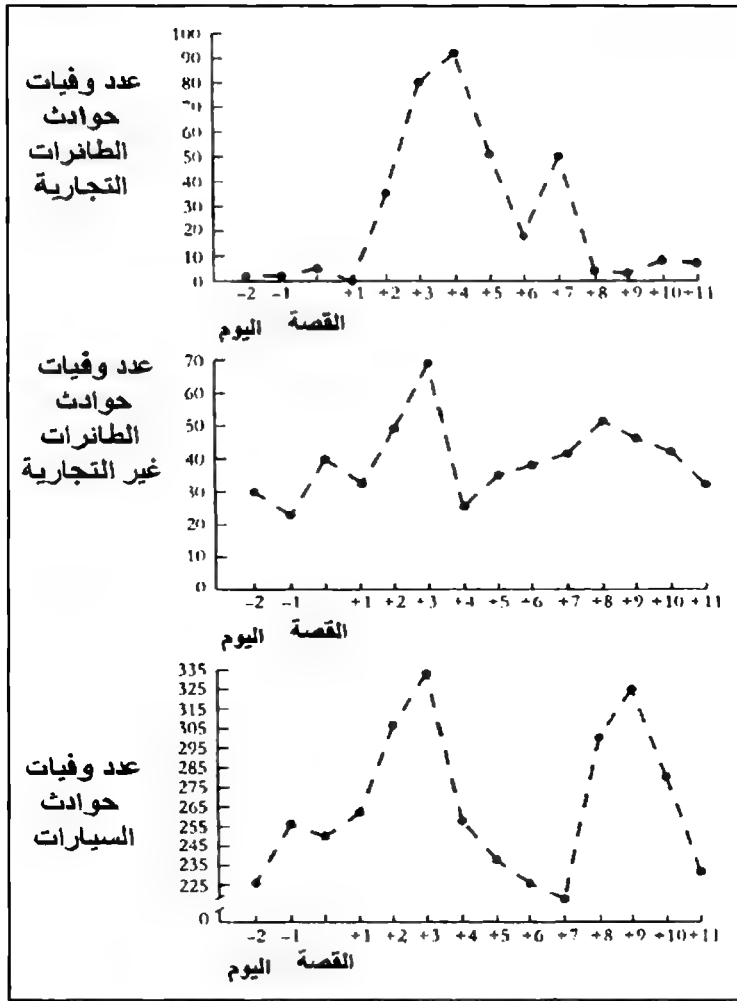 عدد وفيات
حوادث
الطائرات
التجارية
100
90
80
70
60
50
40
30
20
10
0
-2 -1 +1 +2 +3 +4 +5 +6 +7 +8 +9 +10 +11
اليوم القصة
عدد وفيات
حوادث
الطائرات
غير التجارية
70
60
50
40
30
20
10
0
-2 -1 +1 +2 +3 +4 +5 +6 +7 +8 +9 +10 +11
اليوم القصة
عدد وفيات
حوادث
السيارات
335
325
315
305
295
285
275
265
255
245
235
225
0
-2 -1 +1 +2 +3 +4 +5 +6 +7 +8 +9 +10 +11
اليوم القصة